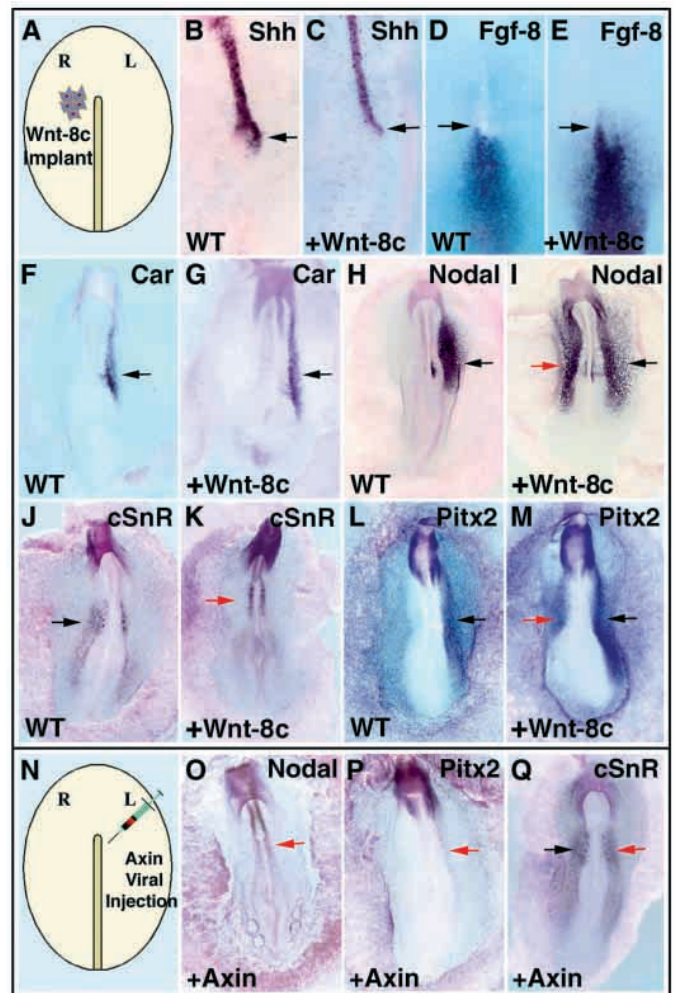 A
R L
Wnt-8c
implant
B Shh
WT
C Shh
+Wnt-8c
D Fgf-8
WT
E Fgf-8
+Wnt-8c
F Car
WT
G Car
+Wnt-8c
H Nodal
WT
I Nodal
+Wnt-8c
J cSnR
WT
K cSnR
+Wnt-8c
L Pitx2
WT
M Pitx2
+Wnt-8c
N
R L
Axin
Viral
Injection
O Nodal
+Axin
P Pitx2
+Axin
Q cSnR
+Axin